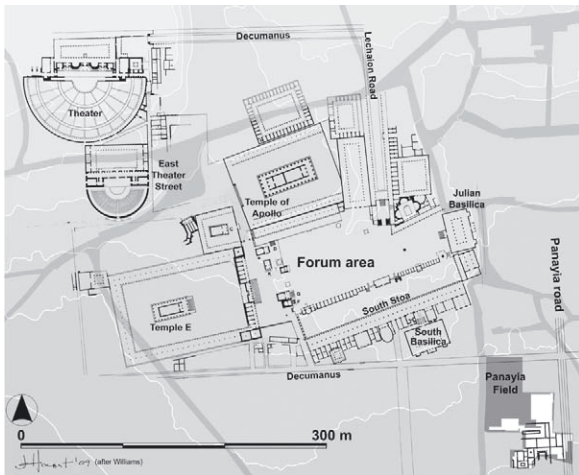 Decumanus
Lechaion Road
Theater
East
Theater
Street
Temple of
Apollo
Julian
Basilica
Forum area
Panayia road
South Stoa
Temple E
South
Basilica
Decumanus
Panayia
Field
0
300 m
(after Williams)